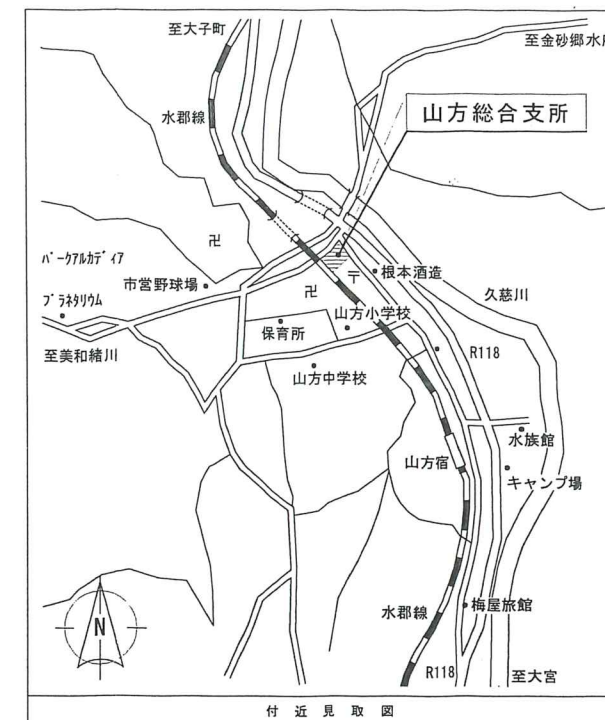 至大子町
至金砂郷水府
水郡線
山方総合支所
卍
パークアルカディア
プラネタリウム
市営野球場
〒
根本酒造
久慈川
卍
保育所
山方小学校
至美和緒川
山方中学校
R118
山方宿
水族館
キャンプ場
水郡線
梅屋旅館
N
R118
至大宮
付近見取図